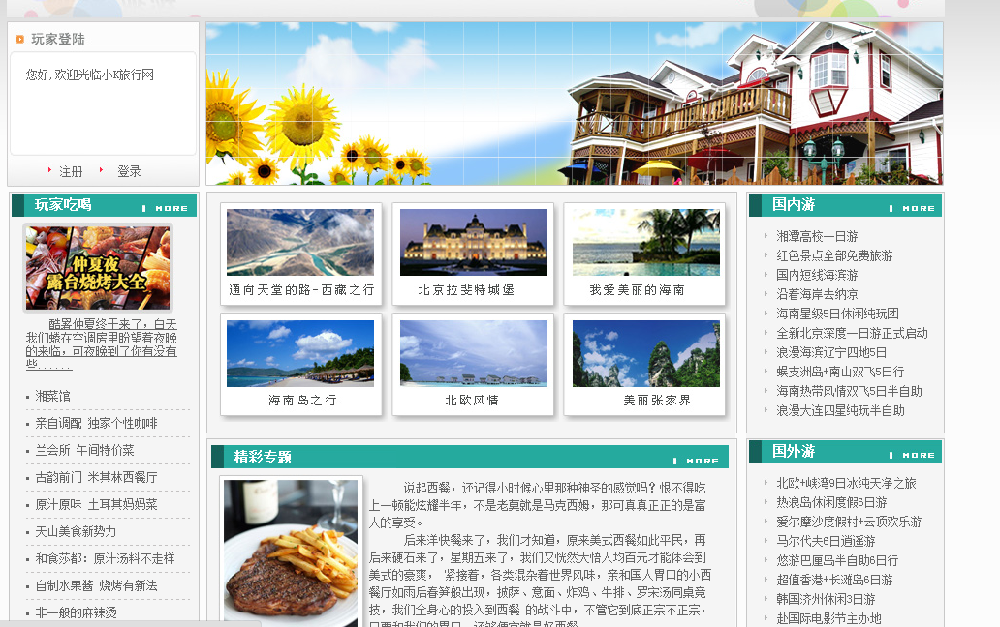 玩家登陆
您好,欢迎光临小K旅行网
注册 登录
玩家吃喝 MORE
仲夏夜
露台烧烤大全
酷暑仲夏终于来了，白天
我们蜷在空调房里盼望着夜晚
的来临，可夜晚到了你有没有
些......
湘菜馆
亲自调配 独家个性咖啡
兰会所 午间特价菜
古韵前门 米其林西餐厅
原汁原味 土耳其妈妈菜
天山美食新势力
和食莎都：原汁汤料不走样
自制水果酱 烧烤有新法
非一般的麻辣烫
通向天堂的路-西藏之行
北京拉斐特城堡
我爱美丽的海南
海南岛之行
北欧风情
美丽张家界
精彩专题 MORE
说起西餐，还记得小时候心里那种神圣的感觉吗？恨不得吃
上一顿能炫耀半年，不是老莫就是马克西姆，那可真真正正的是富
人的享受。
后来洋快餐来了，我们才知道，原来美式西餐如此平民，再
后来硬石来了，星期五来了，我们又恍然大悟人均百元才能体会到
美式的豪爽， 紧接着，各类混杂着世界风味，亲和国人胃口的小西
餐厅如雨后春笋般出现，披萨、意面、炸鸡、牛排、罗宋汤同桌竞
技，我们全身心的投入到西餐 的战斗中，不管它到底正宗不正宗，
只要和我们的胃口，还够便宜就是好西餐。
国内游 MORE
湘潭高校一日游
红色景点全部免费旅游
国内短线海滨游
沿着海岸去纳凉
海南星级5日休闲纯玩团
全新北京深度一日游正式启动
浪漫海滨辽宁四地5日
蜈支洲岛+南山双飞5日行
海南热带风情双飞5日半自助
浪漫大连四星纯玩半自助
国外游 MORE
北欧+峡湾9日冰纯天净之旅
热浪岛休闲度假6日游
爱尔摩沙度假村+云顶欢乐游
马尔代夫6日逍遥游
悠游巴厘岛半自助6日行
超值香港+长滩岛6日游
韩国济州休闲3日游
赴国际电影节主办地